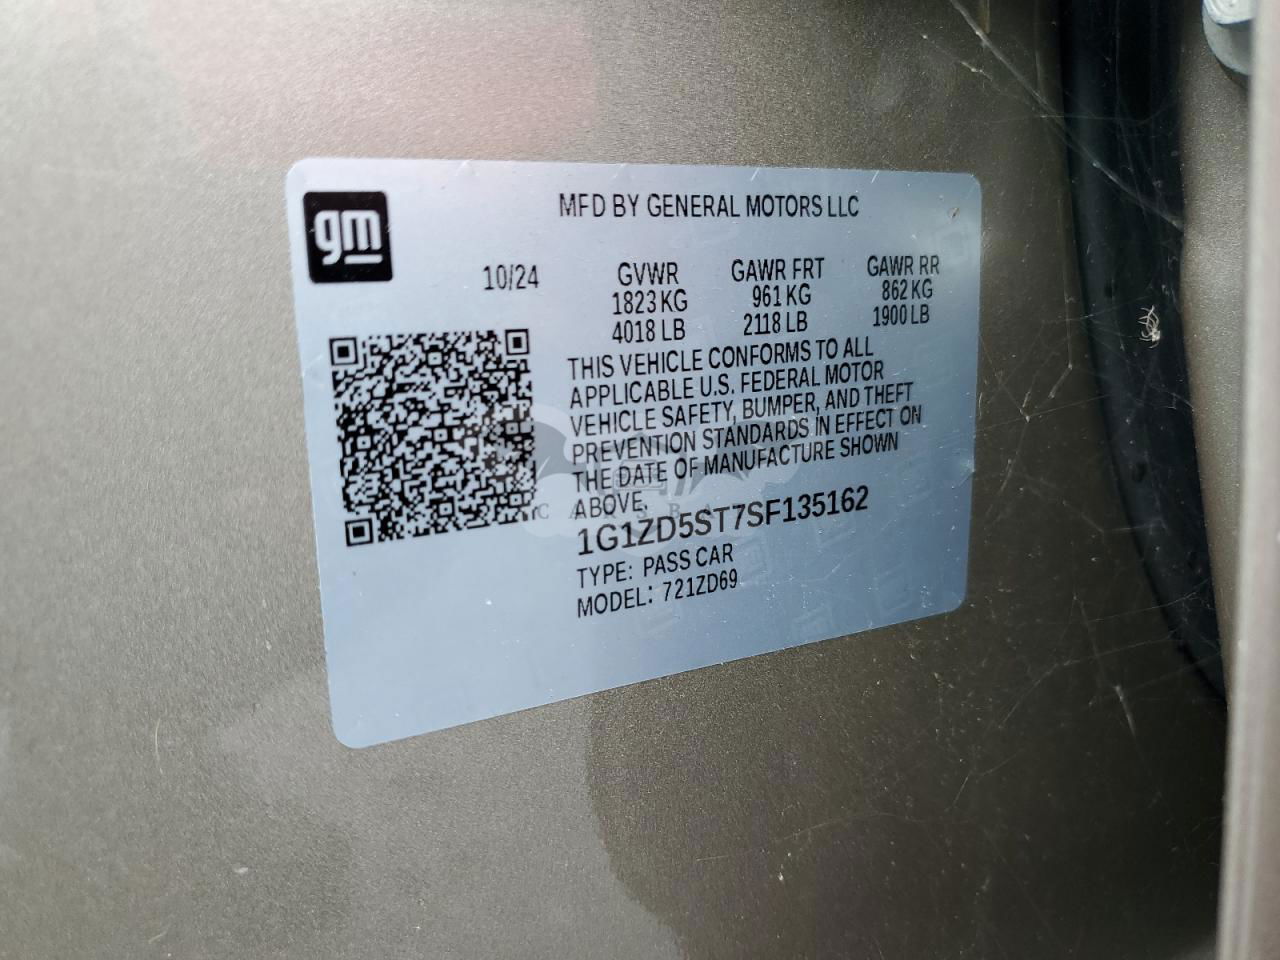 gm
MFD BY GENERAL MOTORS LLC
10/24 GVWR GAWR FRT GAWR RR
1823 KG 961 KG 862 KG
4018 LB 2118 LB 1900 LB
THIS VEHICLE CONFORMS TO ALL
APPLICABLE U.S. FEDERAL MOTOR
VEHICLE SAFETY, BUMPER, AND THEFT
PREVENTION STANDARDS IN EFFECT ON
THE DATE OF MANUFACTURE SHOWN
ABOVE.
1G1ZD5ST7SF135162
TYPE: PASS CAR
MODEL: 721ZD69